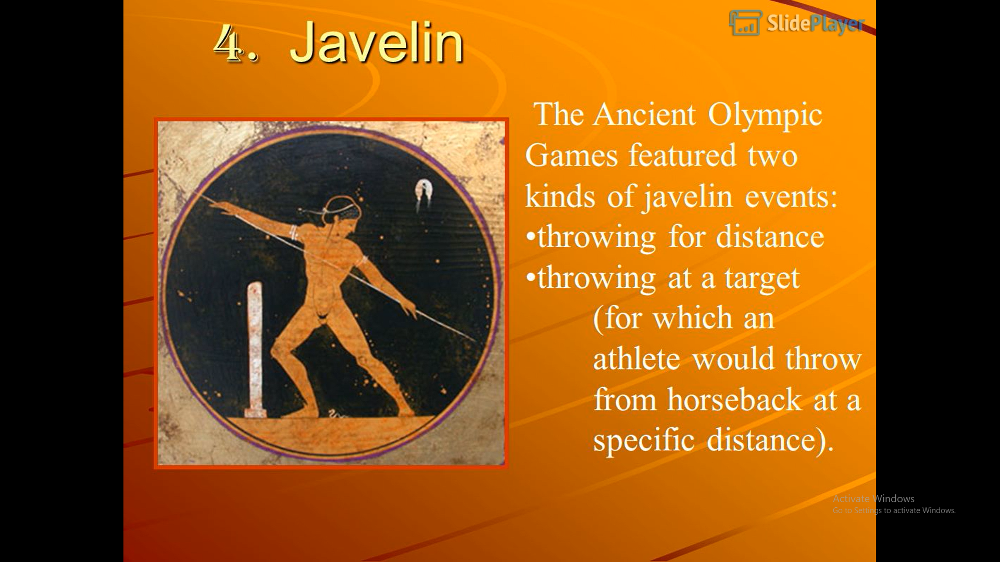 4. Javelin
SlidePlayer
The Ancient Olympic
Games featured two
kinds of javelin events:
•throwing for distance
•throwing at a target
(for which an
athlete would throw
from horseback at a
specific distance).
Activate Windows
Go to Settings to activate Windows.